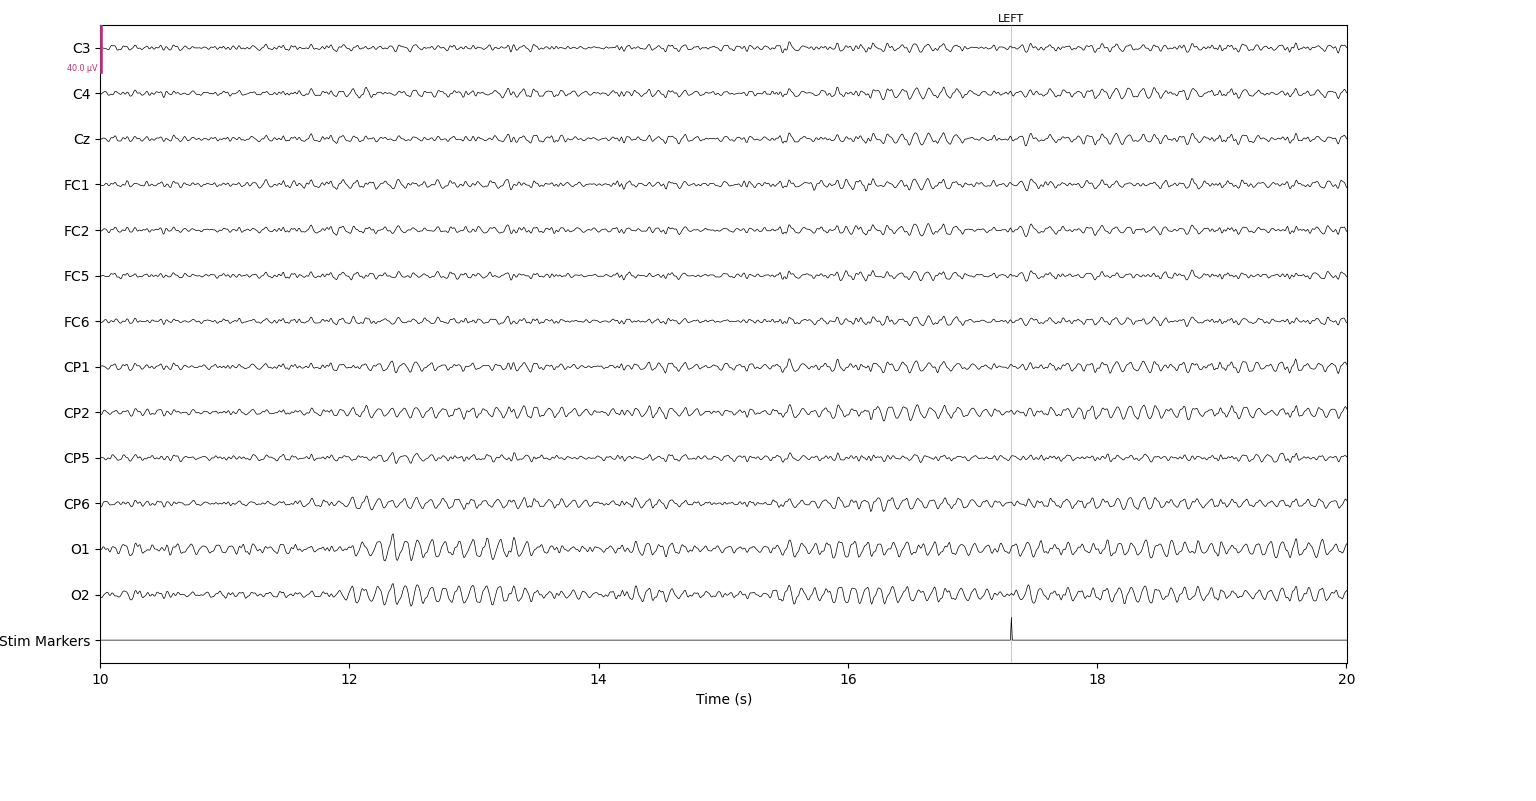 LEFT
C3
40.0 µV
C4
Cz
FC1
FC2
FC5
FC6
CP1
CP2
CP5
CP6
O1
O2
Stim Markers
10 12 14 16 18 20
Time (s)